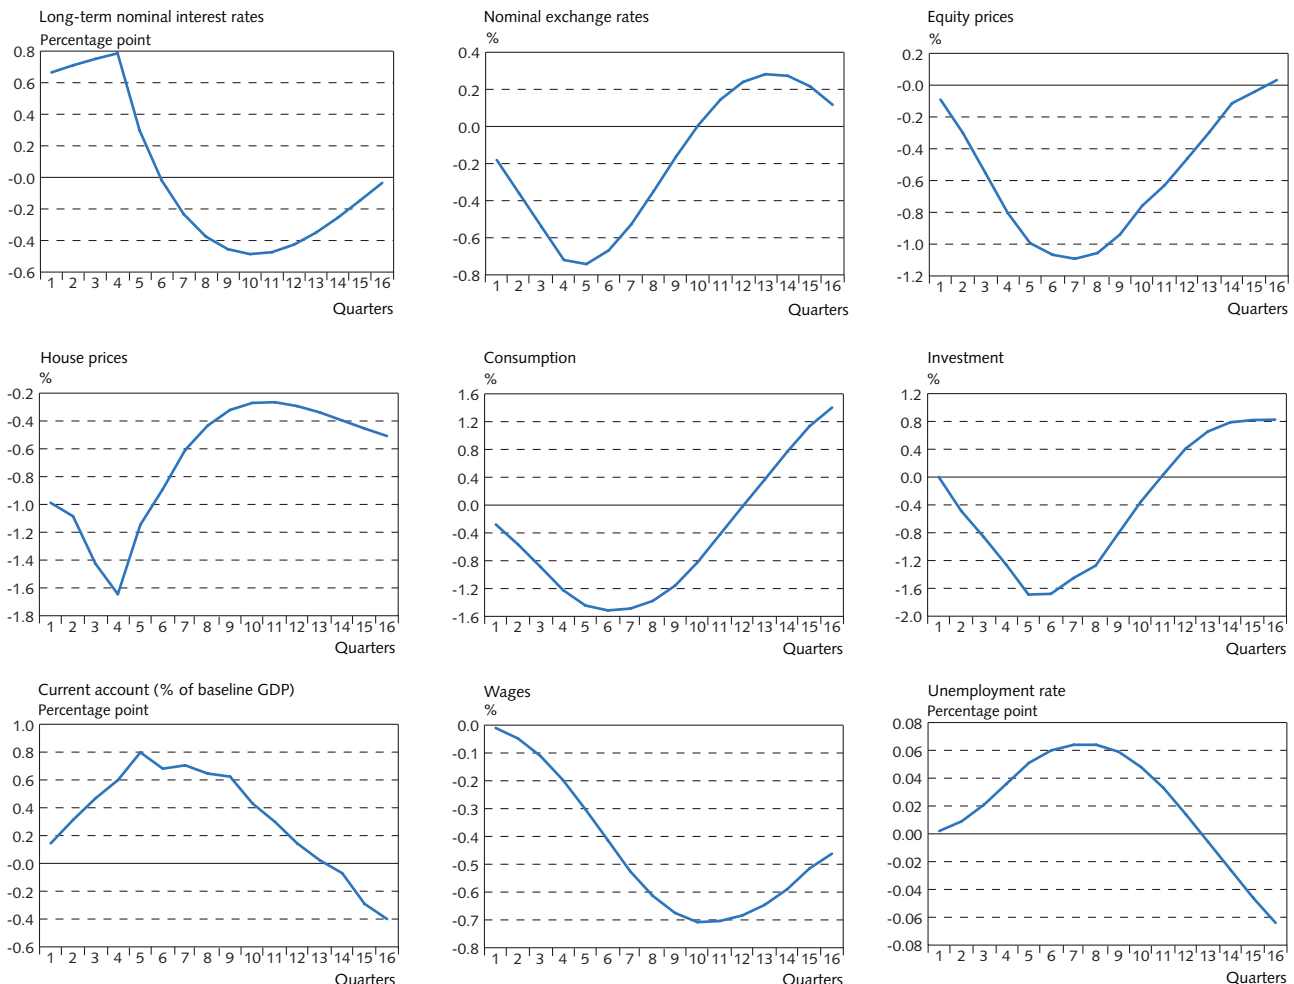 Long-term nominal interest rates
Percentage point
0.8
0.6
0.4
0.2
-0.0
-0.2
-0.4
-0.6
1 2 3 4 5 6 7 8 9 10 11 12 13 14 15 16
Quarters
Nominal exchange rates
%
0.4
0.2
0.0
-0.2
-0.4
-0.6
-0.8
1 2 3 4 5 6 7 8 9 10 11 12 13 14 15 16
Quarters
Equity prices
%
0.2
-0.0
-0.2
-0.4
-0.6
-0.8
-1.0
-1.2
1 2 3 4 5 6 7 8 9 10 11 12 13 14 15 16
Quarters
House prices
%
-0.2
-0.4
-0.6
-0.8
-1.0
-1.2
-1.4
-1.6
-1.8
1 2 3 4 5 6 7 8 9 10 11 12 13 14 15 16
Quarters
Consumption
%
1.6
1.2
0.8
0.4
0.0
-0.4
-0.8
-1.2
-1.6
1 2 3 4 5 6 7 8 9 10 11 12 13 14 15 16
Quarters
Investment
%
1.2
0.8
0.4
0.0
-0.4
-0.8
-1.2
-1.6
-2.0
1 2 3 4 5 6 7 8 9 10 11 12 13 14 15 16
Quarters
Current account (% of baseline GDP)
Percentage point
1.0
0.8
0.6
0.4
0.2
-0.0
-0.2
-0.4
-0.6
1 2 3 4 5 6 7 8 9 10 11 12 13 14 15 16
Quarters
Wages
%
0.0
-0.1
-0.2
-0.3
-0.4
-0.5
-0.6
-0.7
-0.8
1 2 3 4 5 6 7 8 9 10 11 12 13 14 15 16
Quarters
Unemployment rate
Percentage point
0.08
0.06
0.04
0.02
0.00
-0.02
-0.04
-0.06
-0.08
1 2 3 4 5 6 7 8 9 10 11 12 13 14 15 16
Quarters